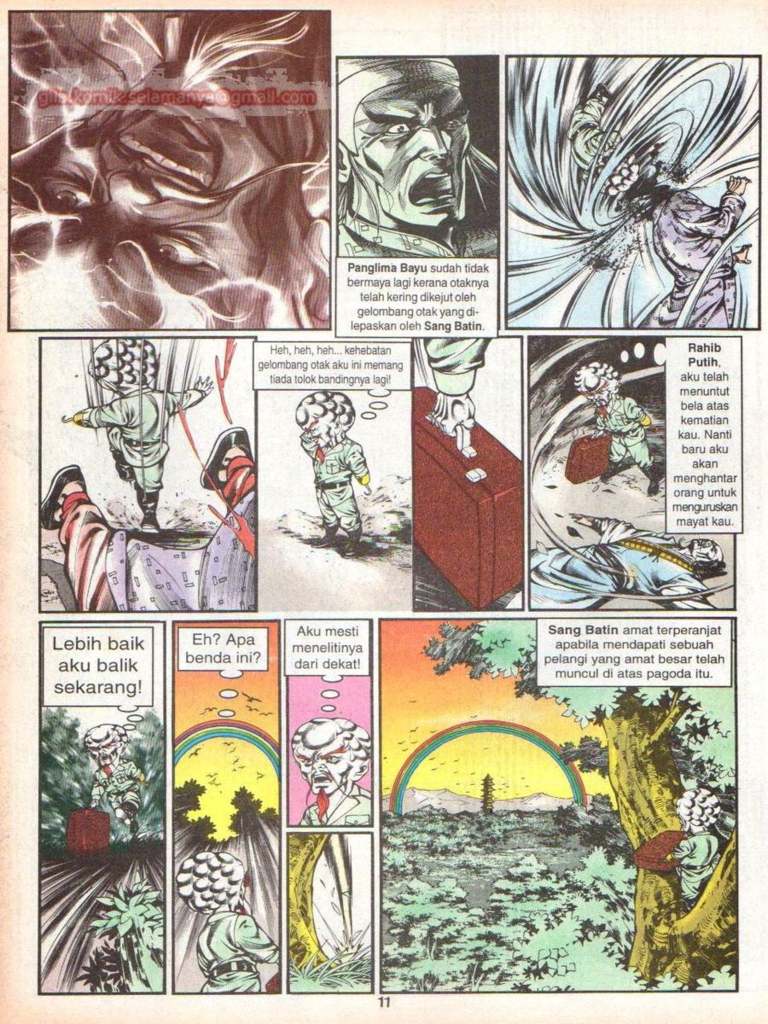 gilakomikselamanya@gmail.com
Panglima Bayu sudah tidak
bermaya lagi kerana otaknya
telah kering dikejut oleh
gelombang otak yang di-
lepaskan oleh Sang Batin.
Heh, heh, heh... kehebatan
gelombang otak aku ini memang
tiada tolok bandingnya lagi!
Rahib
Putih,
aku telah
menuntut
bela atas
kematian
kau. Nanti
baru aku
akan
menghantar
orang untuk
menguruskan
mayat kau.
Lebih baik
aku balik
sekarang!
Eh? Apa
benda ini?
Aku mesti
menelitinya
dari dekat!
Sang Batin amat terperanjat
apabila mendapati sebuah
pelangi yang amat besar telah
muncul di atas pagoda itu.
11